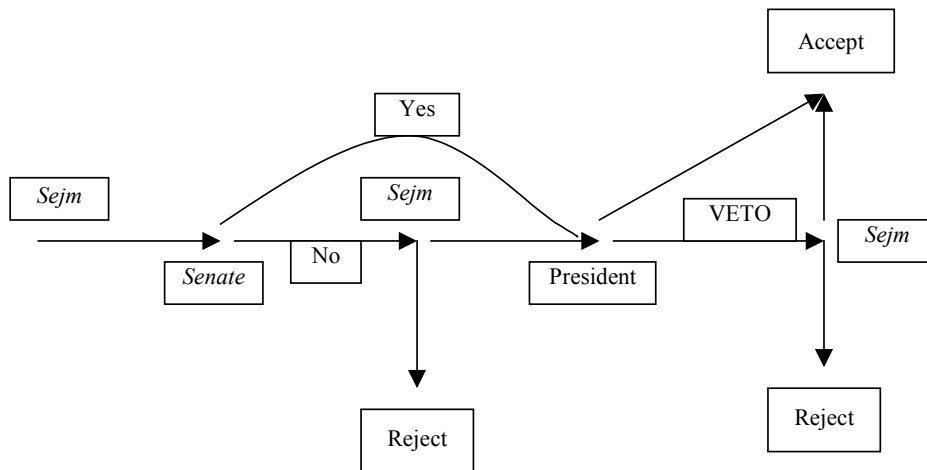 Accept
Yes
Sejm
Sejm
VETO
Sejm
No
Senate
President
Reject
Reject